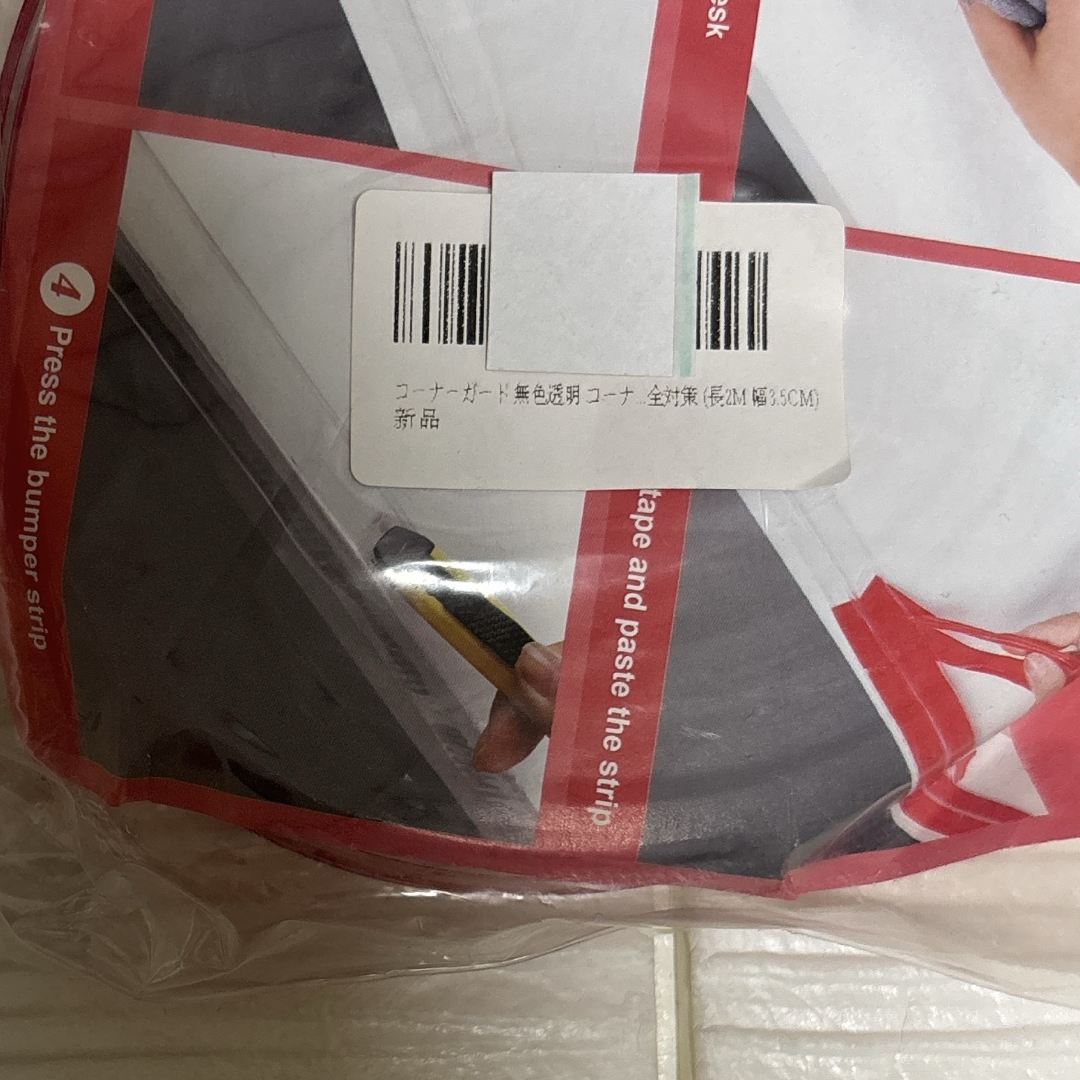 esk
コーナーガード 無色透明 コーナ...全対策 (長2M 幅3.5CM)
新品
4 Press the bumper strip
tape and paste the strip